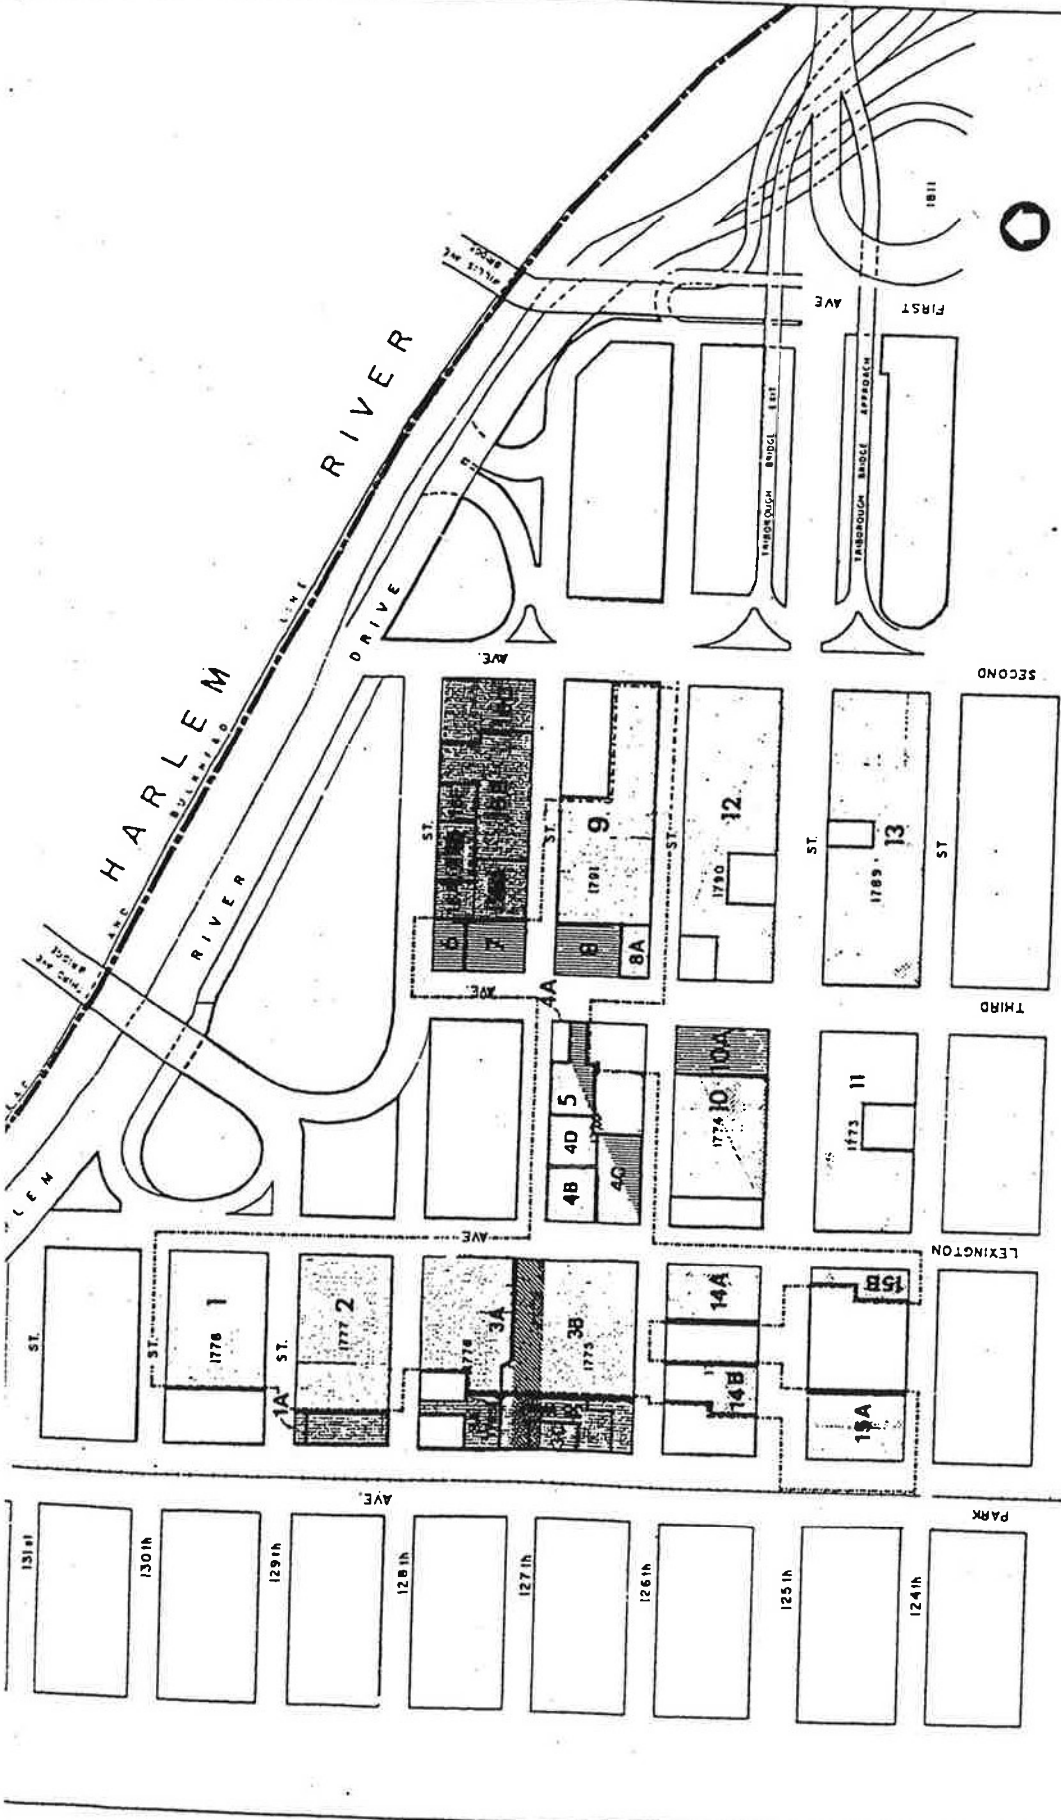 HARLEM RIVER
BULKHEAD LINE
AND
WILLIS AVE
BRIDGE
THIRD AVE
BRIDGE
LEM RIVER DRIVE
1811
FIRST AVE
TRIBOROUGH BRIDGE EXIT
TRIBOROUGH BRIDGE APPROACH
SECOND AVE.
ST.
ST.
ST.
ST.
ST
9
1791
12
1790
13
1789
6
7
8
8A
THIRD AVE.
4A
5
4D
4B
4C
10A
10
1774
11
1773
LEXINGTON AVE
ST.
ST.
ST.
1
1778
2
1777
1A
3A
1776
3B
1775
3C
14A
14B
15B
15A
PARK AVE.
131st
130th
129th
128th
127th
126th
125th
124th